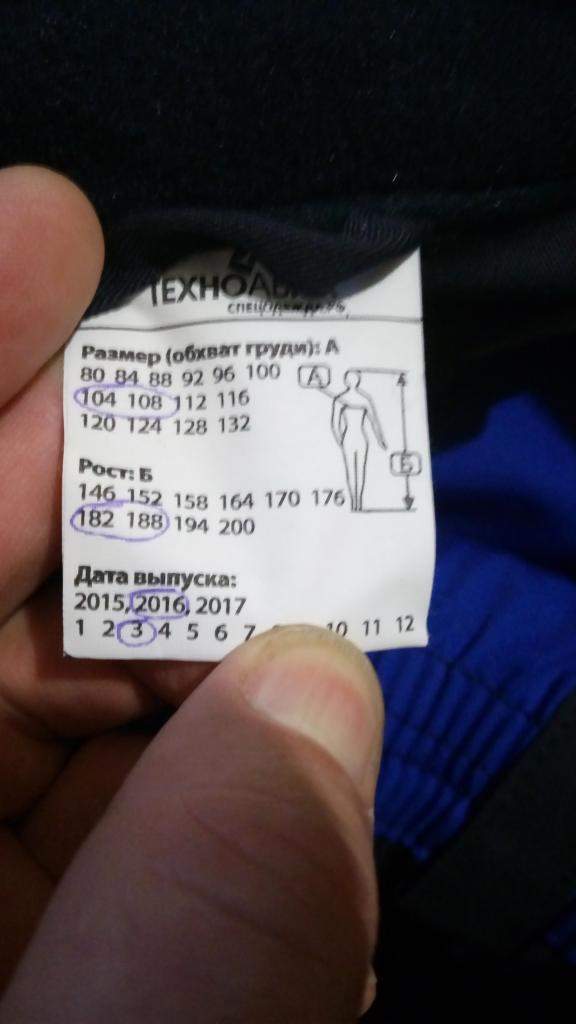 спецодежда
Размер (обхват груди): А
80 84 88 92 96 100
104 108 112 116
120 124 128 132
А
Рост: Б
146 152 158 164 170 176
182 188 194 200
Б
Дата выпуска:
2015, 2016, 2017
1 2 3 4 5 6 7 10 11 12